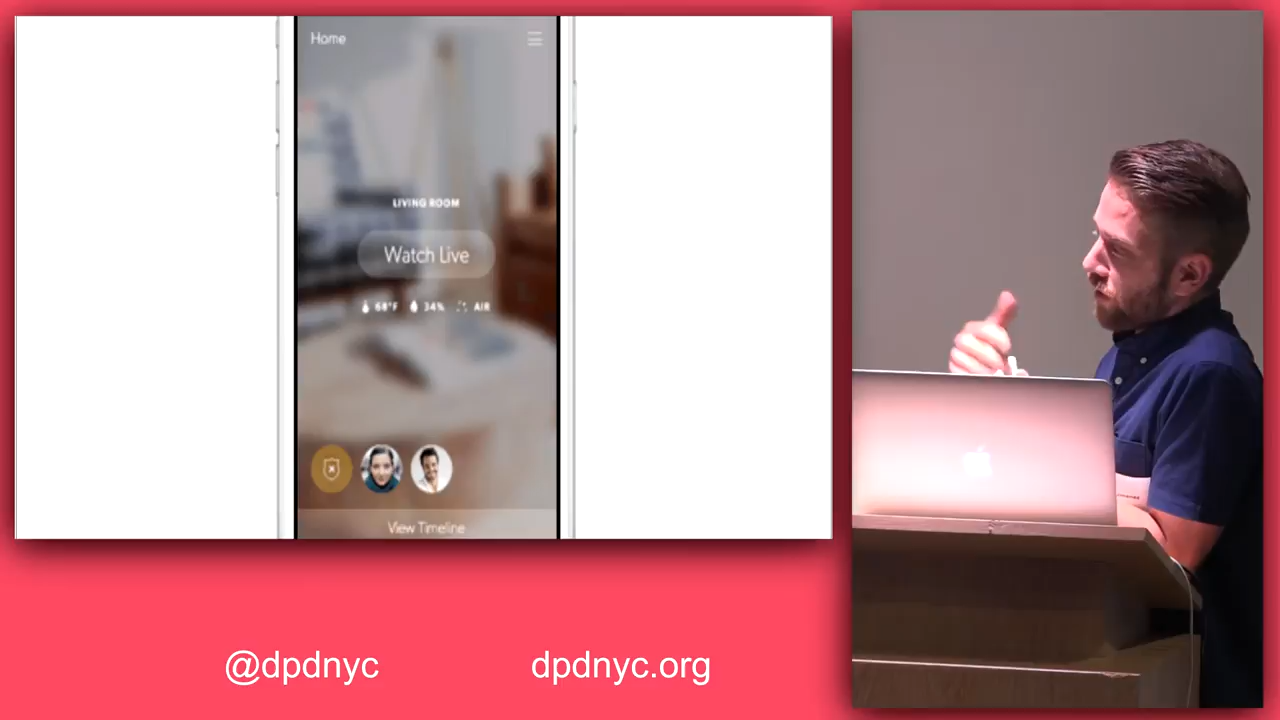 Home
LIVING ROOM
Watch Live
68°F 34% AIR
View Timeline
@dpdnyc dpdnyc.org